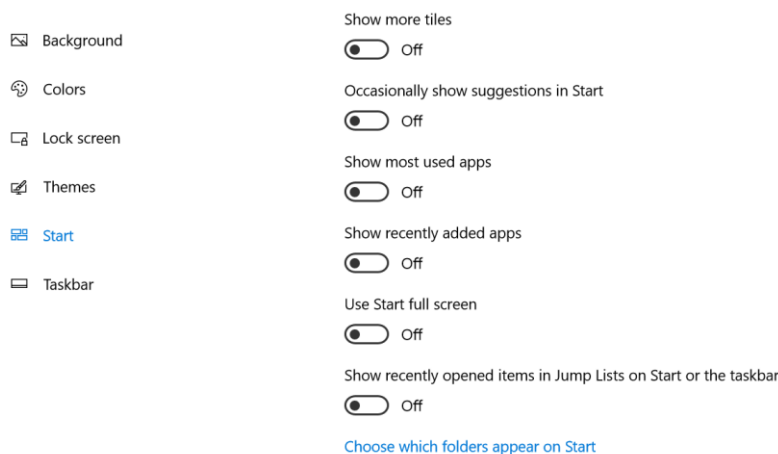 Background
Colors
Lock screen
Themes
Start
Taskbar
Show more tiles
Off
Occasionally show suggestions in Start
Off
Show most used apps
Off
Show recently added apps
Off
Use Start full screen
Off
Show recently opened items in Jump Lists on Start or the taskbar
Off
Choose which folders appear on Start